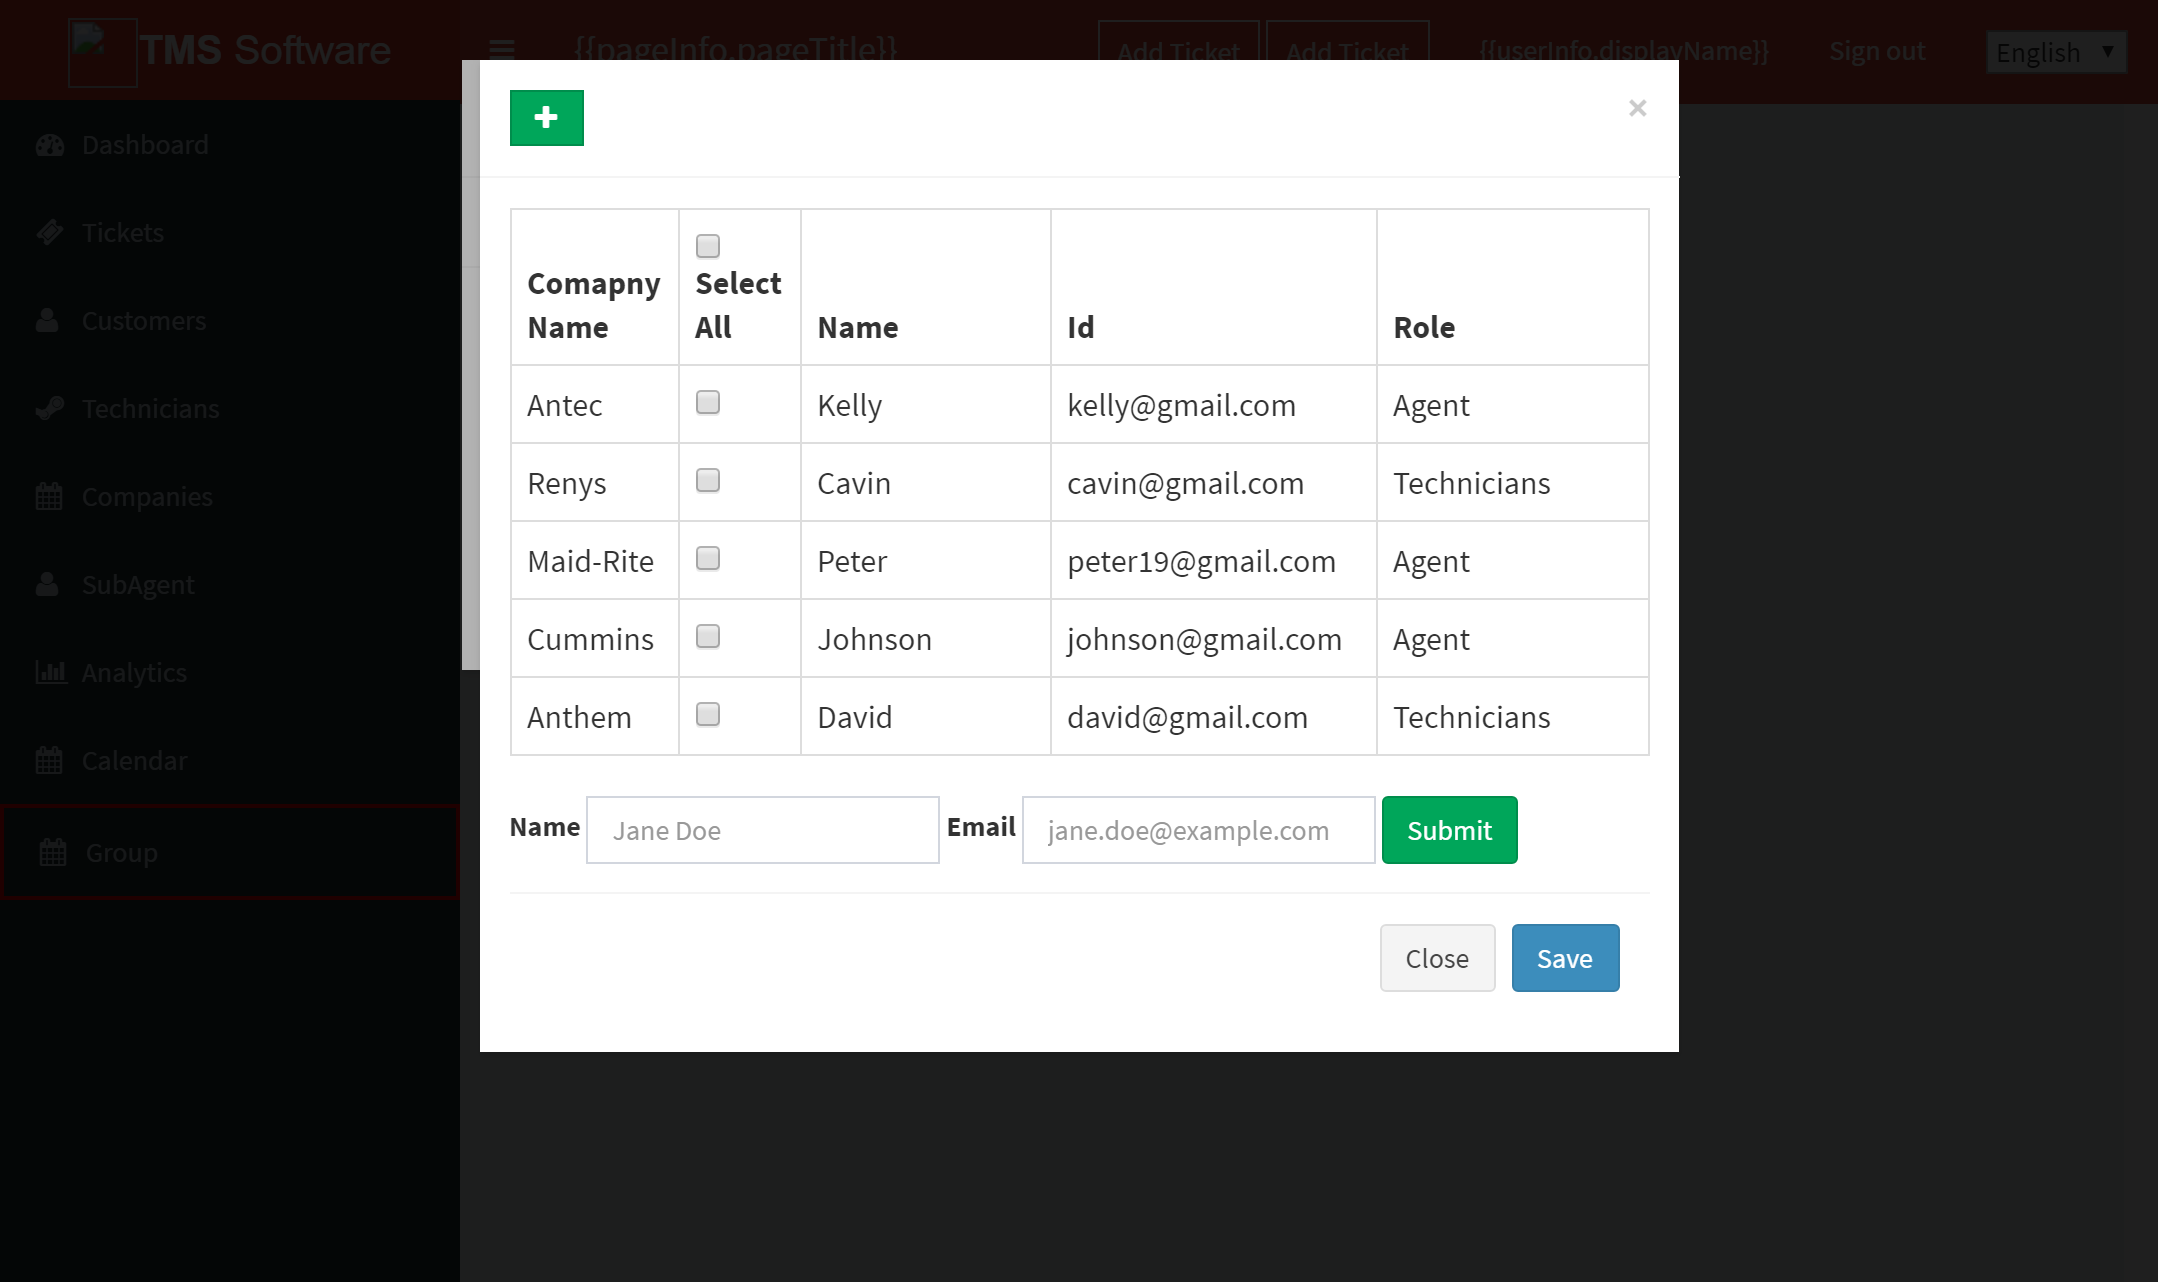 TMS Software
{{pageInfo.pageTitle}}
Add Ticket
Add Ticket
{{userInfo.displayName}}
Sign out
English
Dashboard
Tickets
Customers
Technicians
Companies
SubAgent
Analytics
Calendar
Group
×
Comapny Name
Select All
Name
Id
Role
Antec Kelly kelly@gmail.com Agent
Renys Cavin cavin@gmail.com Technicians
Maid-Rite Peter peter19@gmail.com Agent
Cummins Johnson johnson@gmail.com Agent
Anthem David david@gmail.com Technicians
Name Jane Doe Email jane.doe@example.com Submit
Close Save